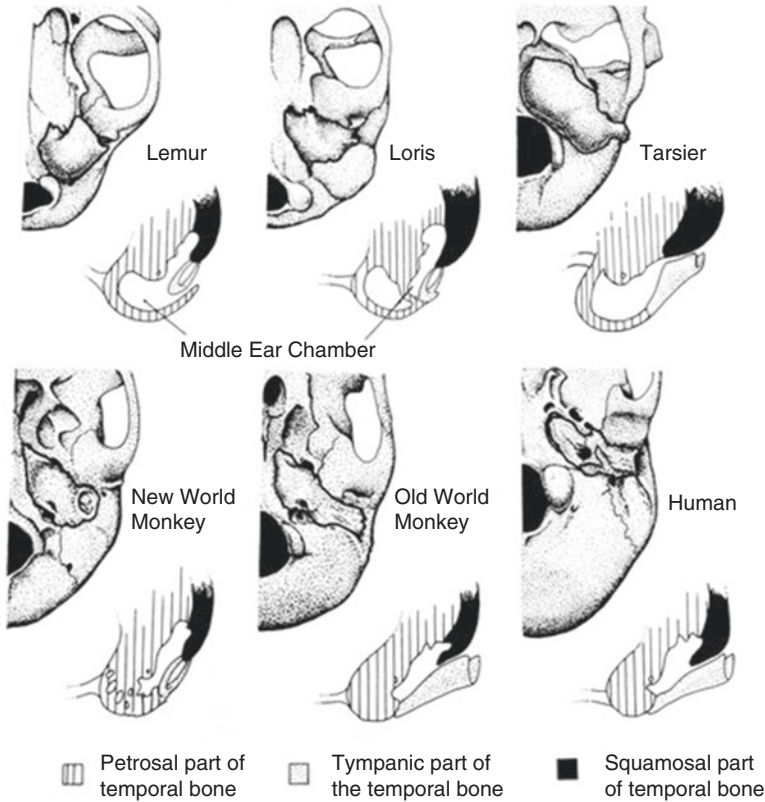 Lemur
Loris
Tarsier
Middle Ear Chamber
New World
Monkey
Old World
Monkey
Human
Petrosal part of
temporal bone
Tympanic part of
the temporal bone
Squamosal part
of temporal bone